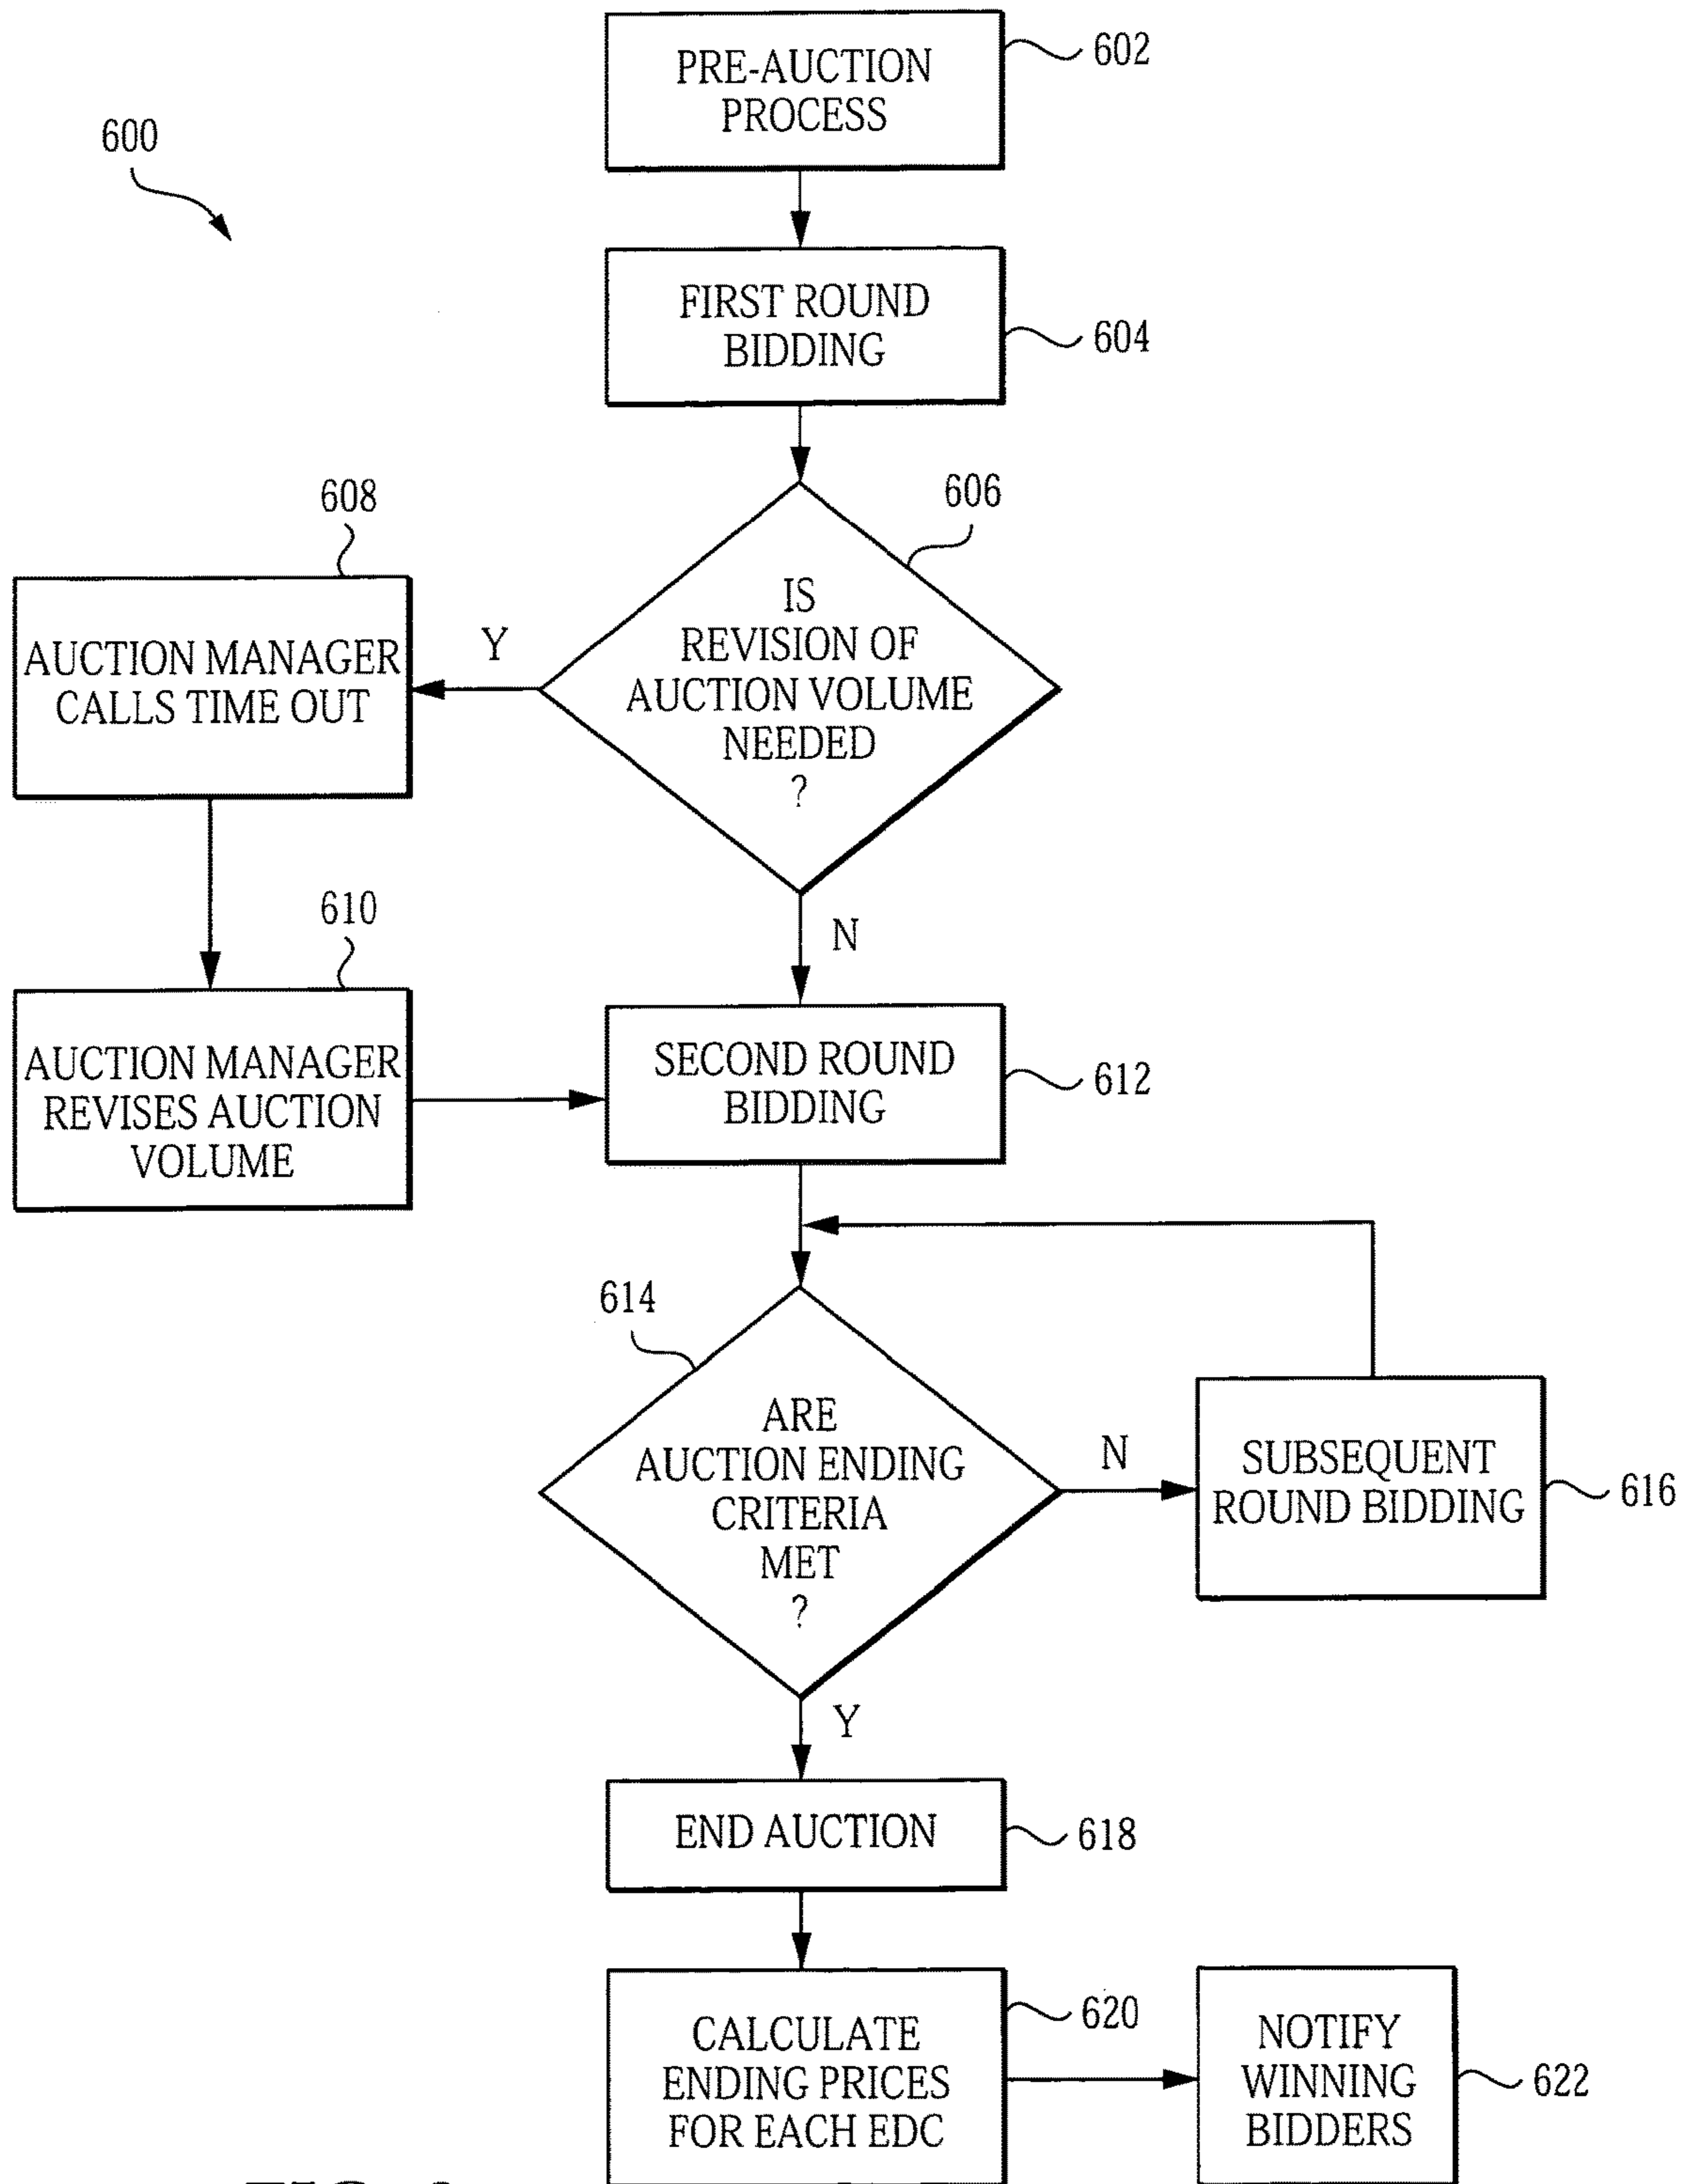 PRE-AUCTION
PROCESS
602
600
FIRST ROUND
BIDDING
604
606
608
IS
REVISION OF
AUCTION VOLUME
NEEDED
?
Y
AUCTION MANAGER
CALLS TIME OUT
N
610
AUCTION MANAGER
REVISES AUCTION
VOLUME
SECOND ROUND
BIDDING
612
614
ARE
AUCTION ENDING
CRITERIA
MET
?
N
SUBSEQUENT
ROUND BIDDING
616
Y
END AUCTION
618
CALCULATE
ENDING PRICES
FOR EACH EDC
620
NOTIFY
WINNING
BIDDERS
622